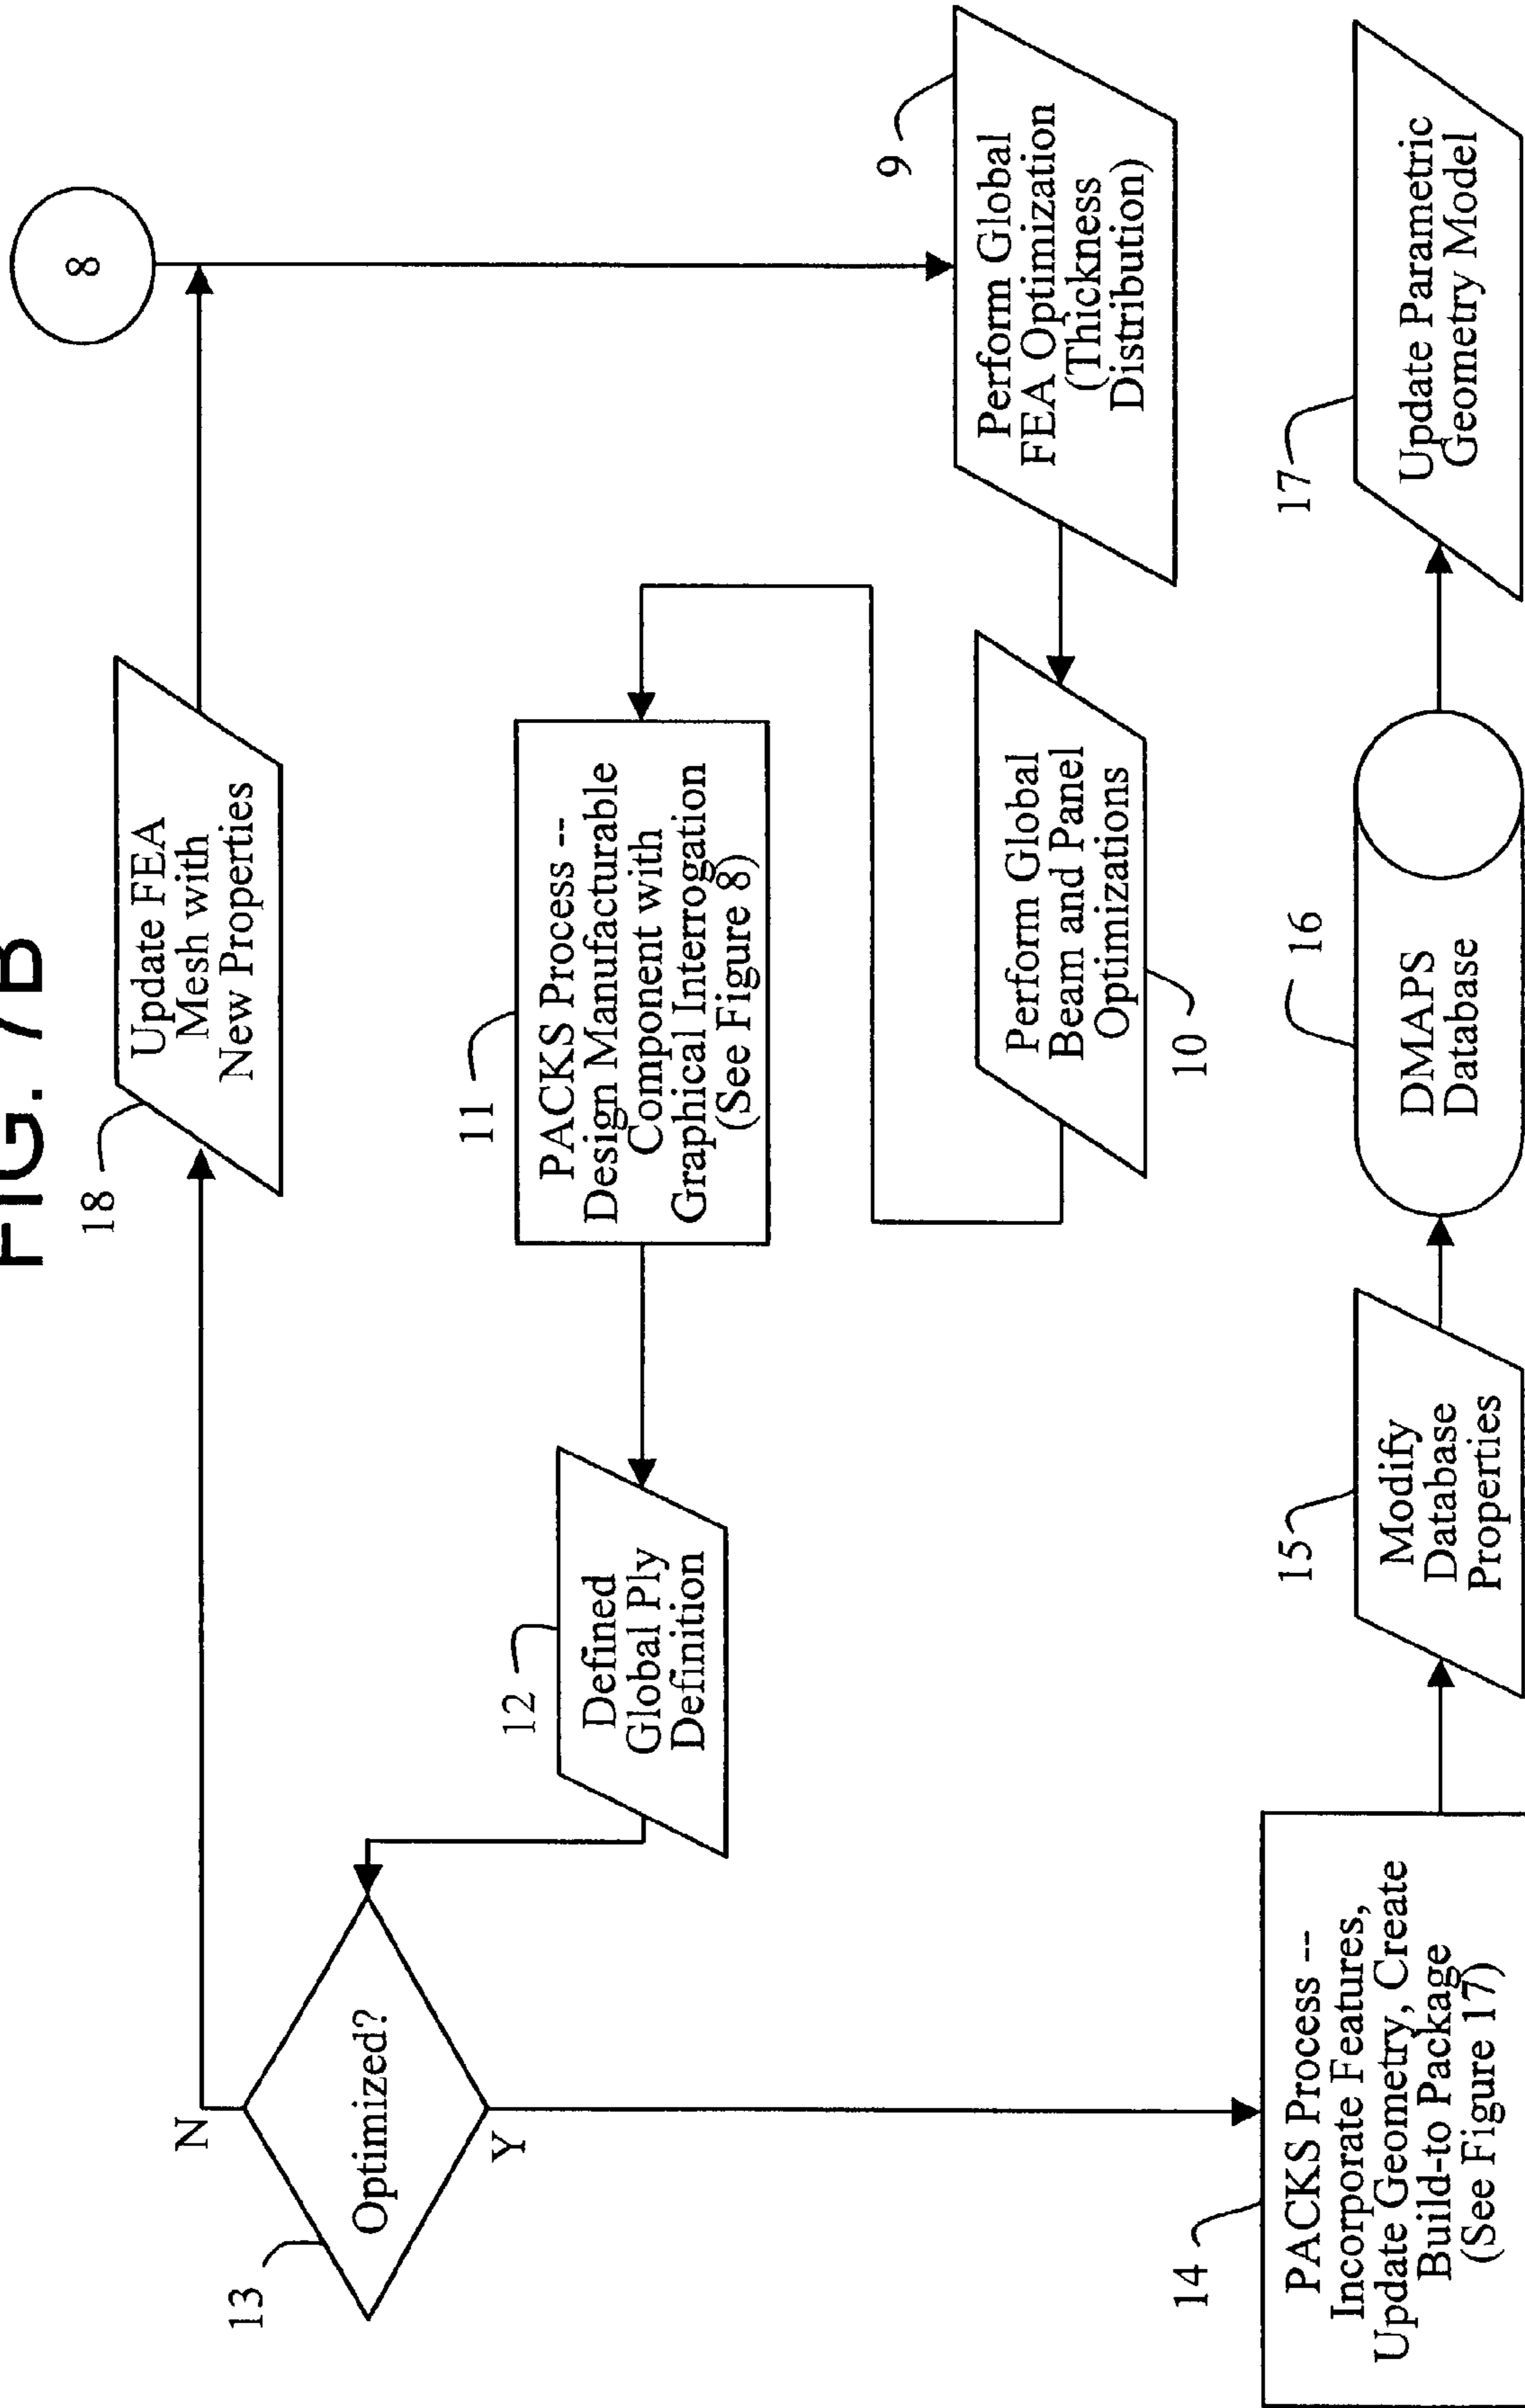 FIG. 7B
8
Update FEA
Mesh with
New Properties
18
9
Perform Global
FEA Optimization
(Thickness
Distribution)
Perform Global
Beam and Panel
Optimizations
10
11
PACKS Process --
Design Manufacturable
Component with
Graphical Interrogation
(See Figure 8)
12
Defined
Global Ply
Definition
13
Optimized?
N
Y
14
PACKS Process --
Incorporate Features,
Update Geometry, Create
Build-to Package
(See Figure 17)
15
Modify
Database
Properties
16
DMAPS
Database
17
Update Parametric
Geometry Model